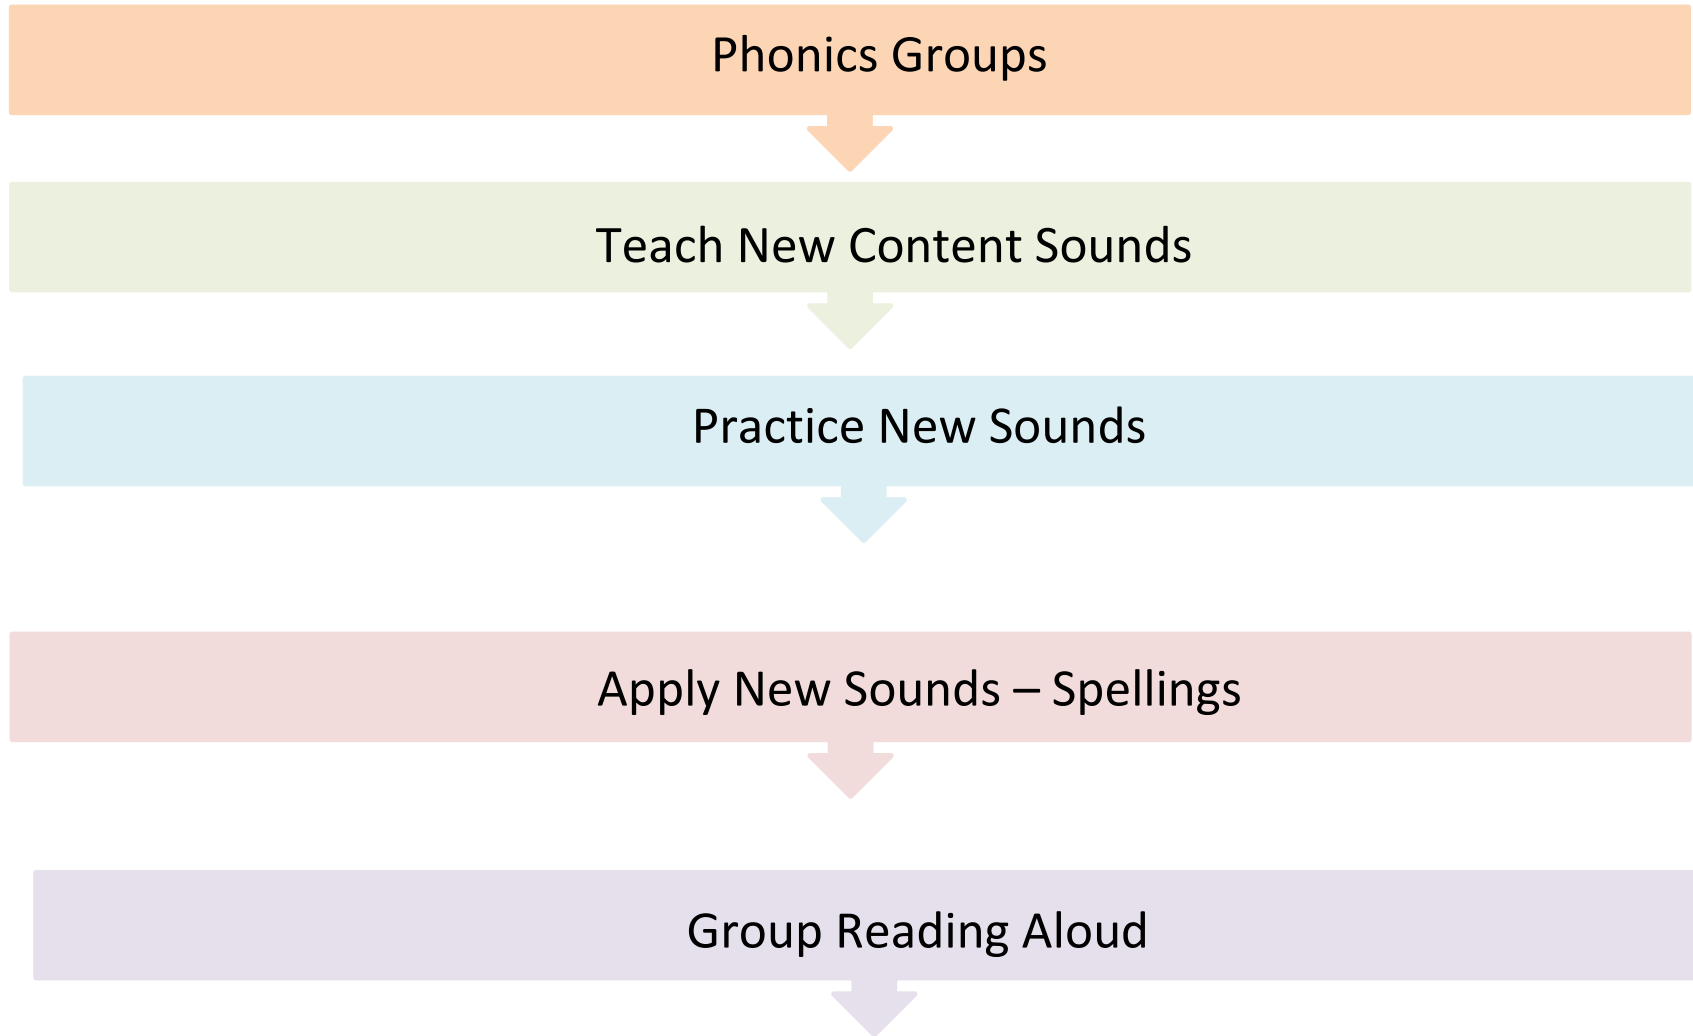 Phonics Groups
Teach New Content Sounds
Practice New Sounds
Apply New Sounds – Spellings
Group Reading Aloud